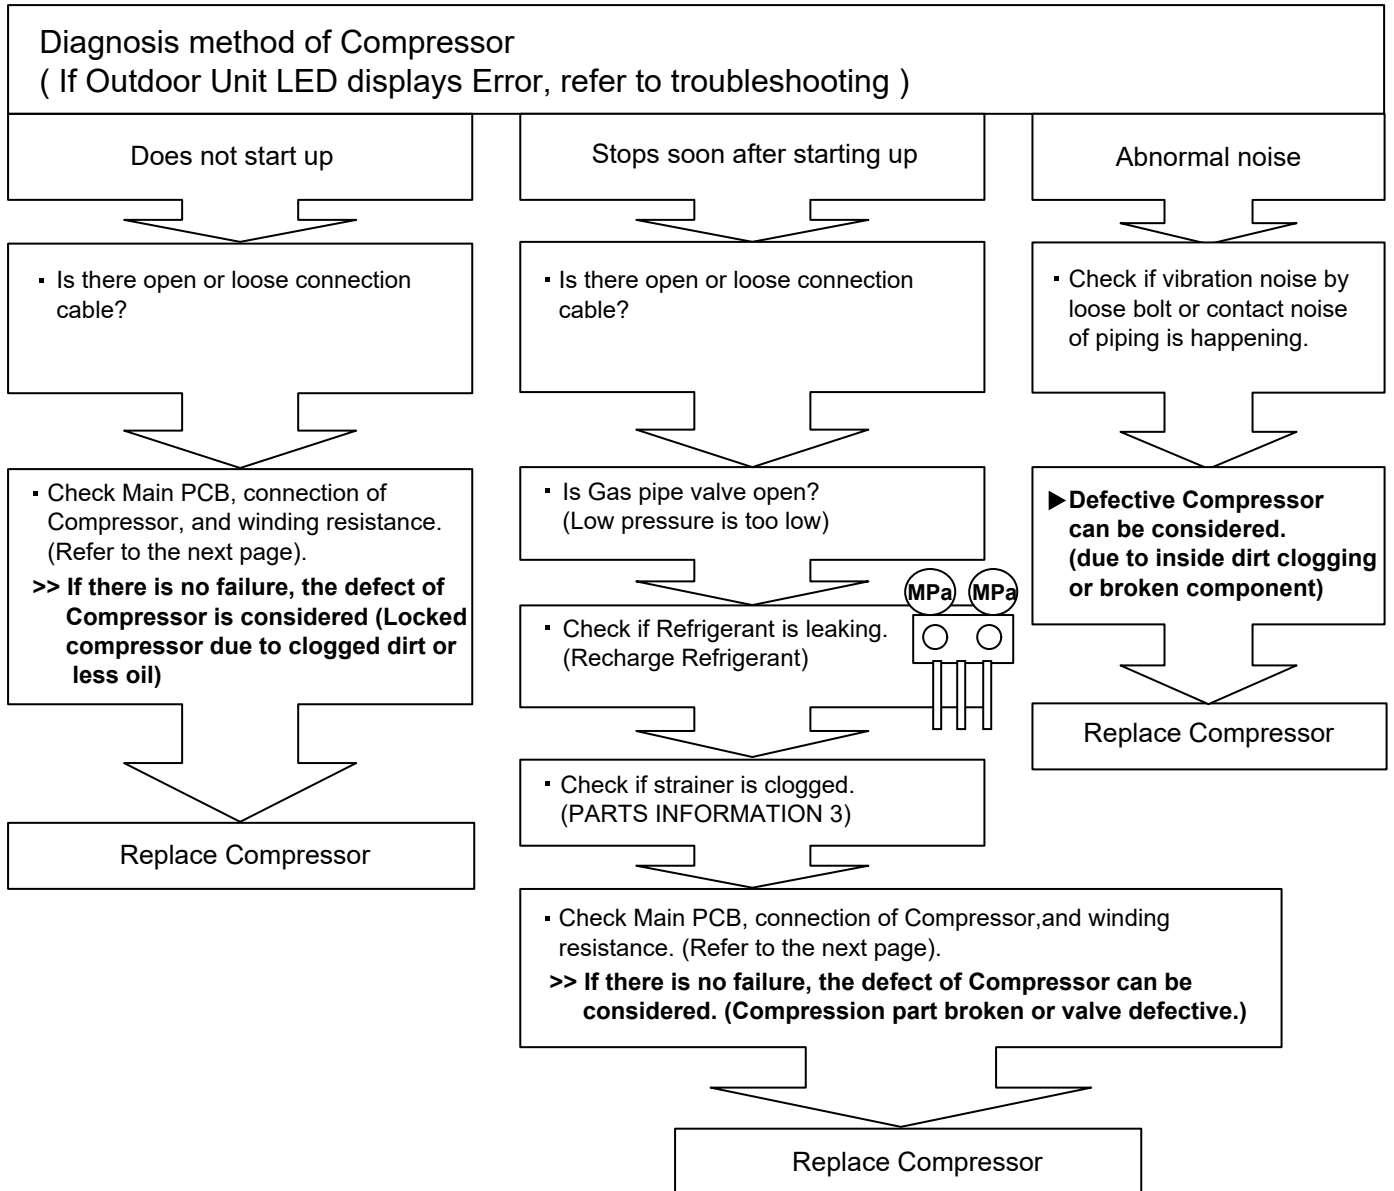 Diagnosis method of Compressor
( If Outdoor Unit LED displays Error, refer to troubleshooting )
Does not start up
▪ Is there open or loose connection
cable?
▪ Check Main PCB, connection of
Compressor, and winding resistance.
(Refer to the next page).
>> If there is no failure, the defect of
Compressor is considered (Locked
compressor due to clogged dirt or
less oil)
Replace Compressor
Stops soon after starting up
▪ Is there open or loose connection
cable?
▪ Is Gas pipe valve open?
(Low pressure is too low)
▪ Check if Refrigerant is leaking.
(Recharge Refrigerant)
MPa MPa
▪ Check if strainer is clogged.
(PARTS INFORMATION 3)
▪ Check Main PCB, connection of Compressor,and winding
resistance. (Refer to the next page).
>> If there is no failure, the defect of Compressor can be
considered. (Compression part broken or valve defective.)
Replace Compressor
Abnormal noise
▪ Check if vibration noise by
loose bolt or contact noise
of piping is happening.
▶Defective Compressor
can be considered.
(due to inside dirt clogging
or broken component)
Replace Compressor